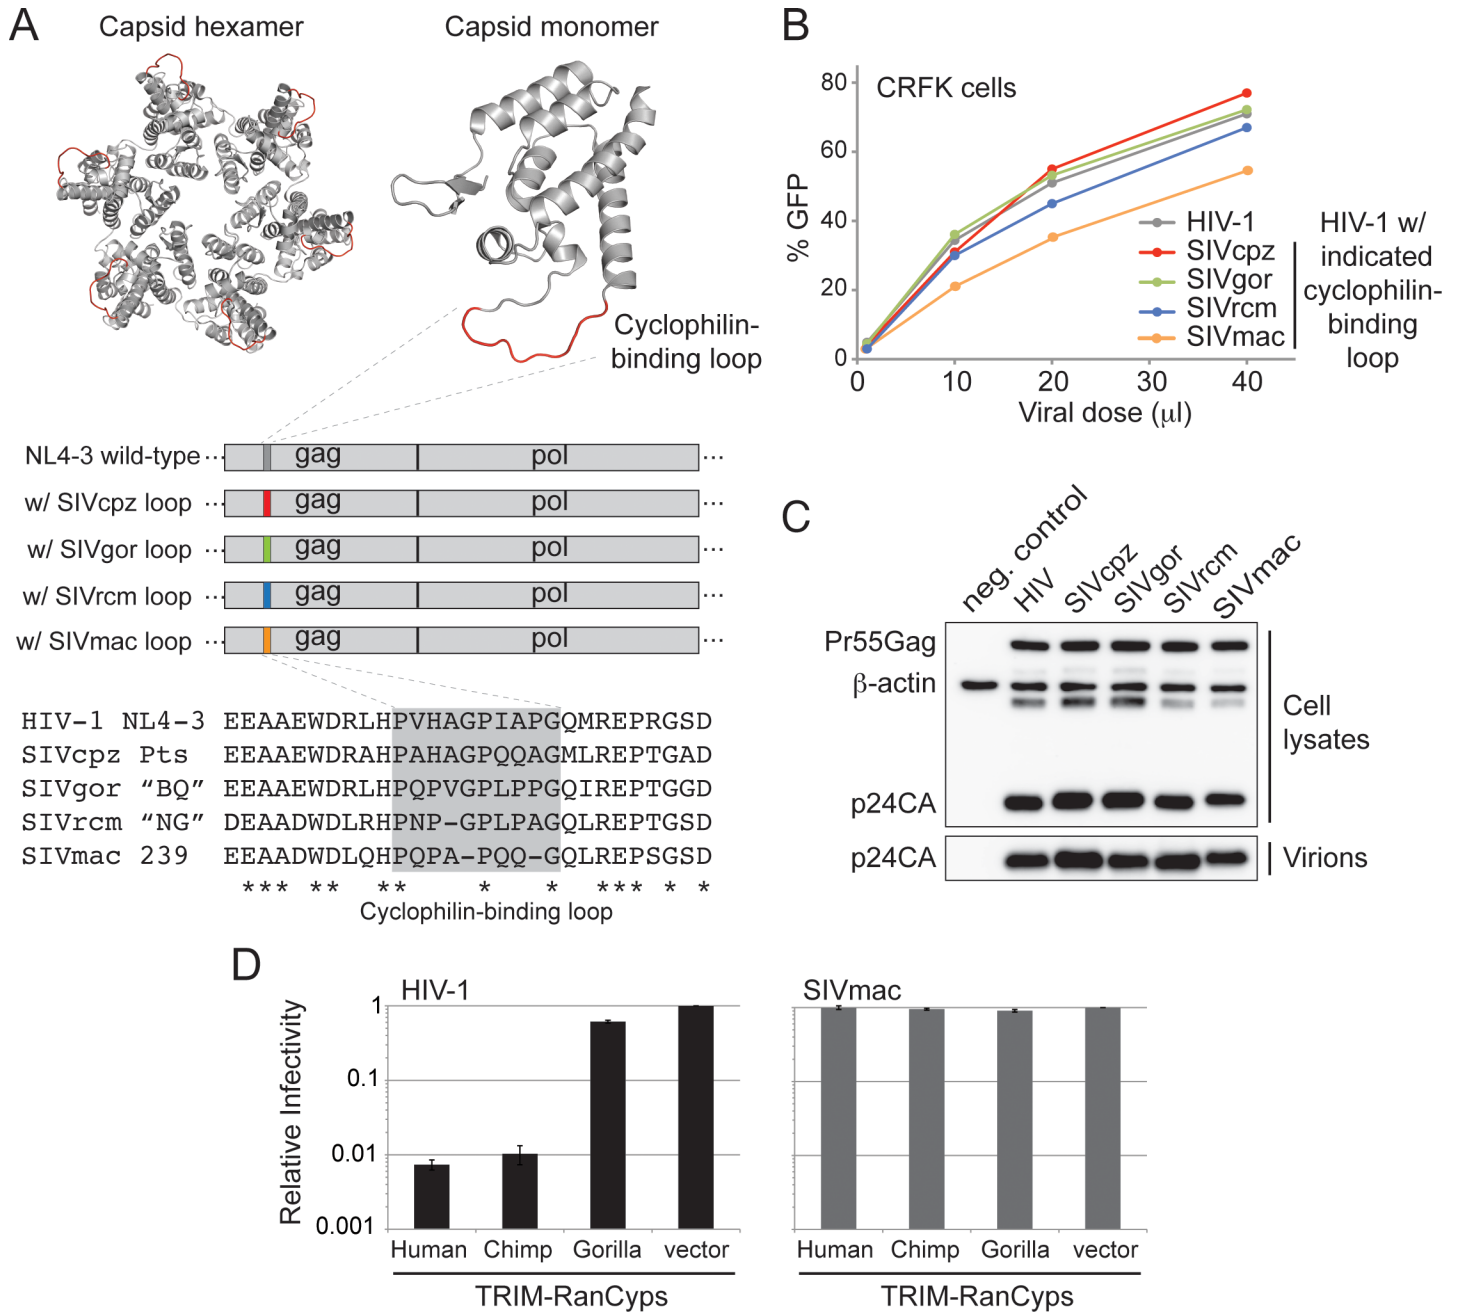 A
Capsid hexamer
Capsid monomer
Cyclophilin-
binding loop
NL4-3 wild-type ··· gag pol ···
w/ SIVcpz loop ··· gag pol ···
w/ SIVgor loop ··· gag pol ···
w/ SIVrcm loop ··· gag pol ···
w/ SIVmac loop ··· gag pol ···
HIV-1 NL4-3 EEAAEWDRLHPVHAGPIAPGQMREPRGSD
SIVcpz Pts EEAAEWDRAHPAHAGPQQAGMLREPTGAD
SIVgor “BQ” EEAAEWDRLHPQPVGPLPPGQIREPTGGD
SIVrcm “NG” DEAADWDLRHPNP-GPLPAGQLREPTGSD
SIVmac 239 EEAADWDLQHPQPA-PQQ-GQLREPSGSD
*** ** ** * * *** * *
Cyclophilin-binding loop
B
CRFK cells
% GFP
80
60
40
20
0
0 10 20 30 40
Viral dose (μl)
HIV-1
SIVcpz
SIVgor
SIVrcm
SIVmac
HIV-1 w/
indicated
cyclophilin-
binding
loop
C
neg. control
HIV
SIVcpz
SIVgor
SIVrcm
SIVmac
Pr55Gag
β-actin
p24CA
Cell
lysates
p24CA
Virions
D
HIV-1
Relative Infectivity
1
0.1
0.01
0.001
Human Chimp Gorilla vector
TRIM-RanCyps
SIVmac
Human Chimp Gorilla vector
TRIM-RanCyps